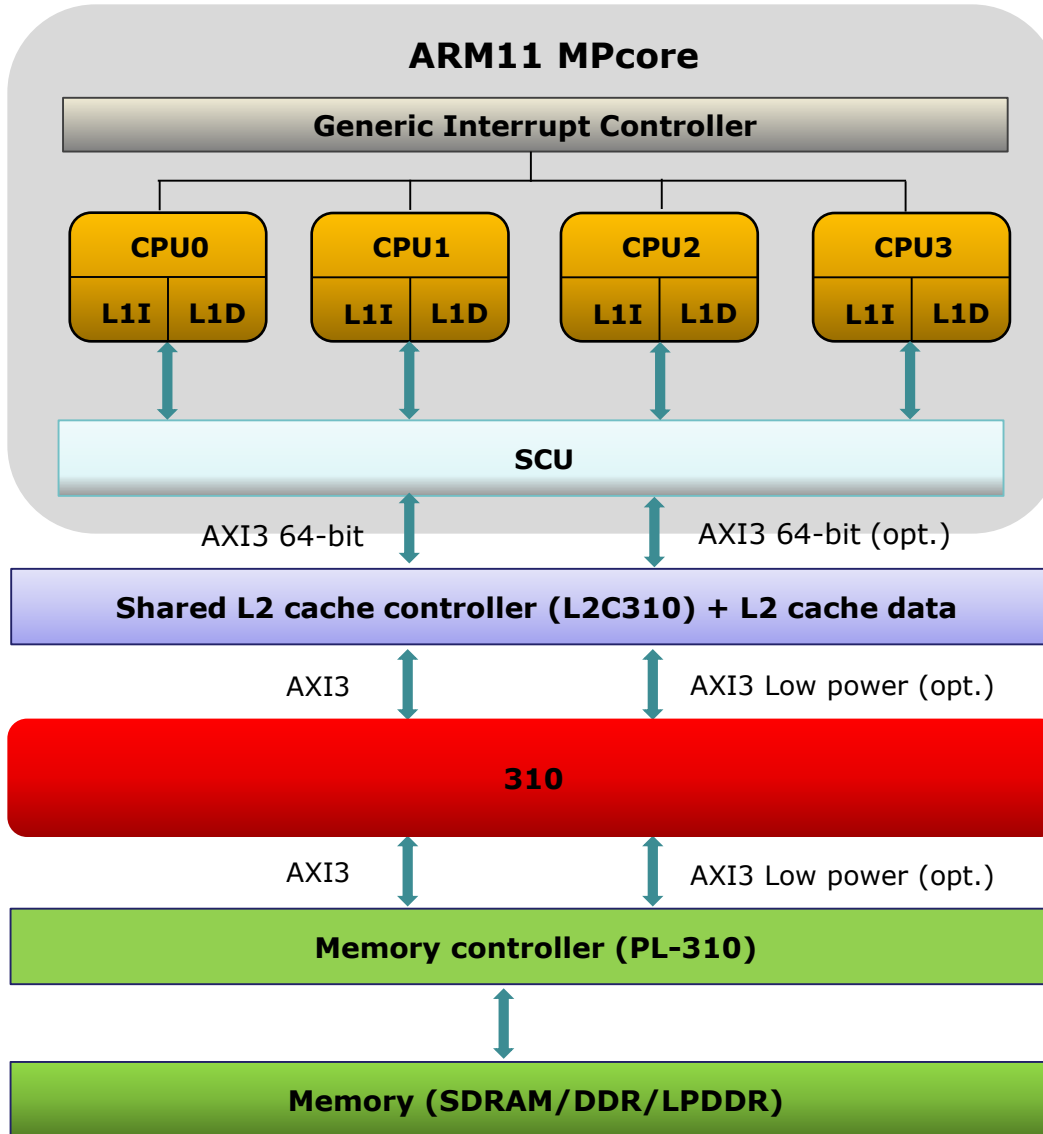 ARM11 MPcore
Generic Interrupt Controller
CPU0 CPU1 CPU2 CPU3
L1I L1D L1I L1D L1I L1D L1I L1D
SCU
AXI3 64-bit AXI3 64-bit (opt.)
Shared L2 cache controller (L2C310) + L2 cache data
AXI3 AXI3 Low power (opt.)
310
AXI3 AXI3 Low power (opt.)
Memory controller (PL-310)
Memory (SDRAM/DDR/LPDDR)